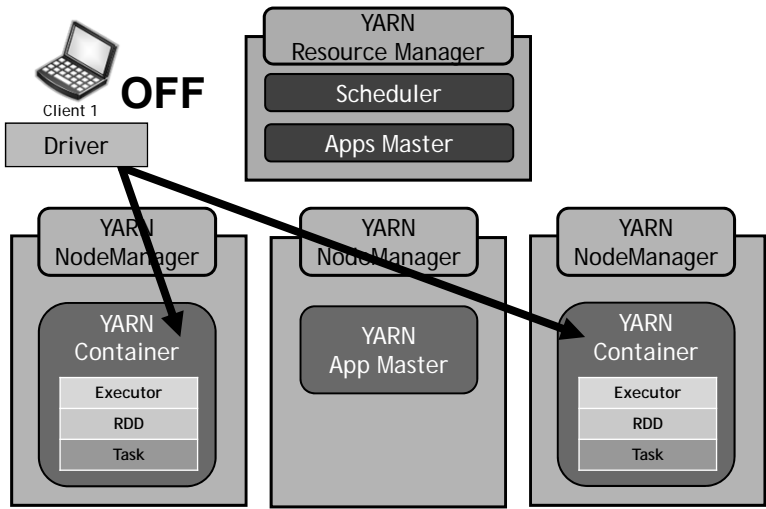 YARN
Resource Manager
Scheduler
Apps Master
OFF
Client 1
Driver
YARN
NodeManager
YARN
NodeManager
YARN
NodeManager
YARN
Container
Executor
RDD
Task
YARN
App Master
YARN
Container
Executor
RDD
Task